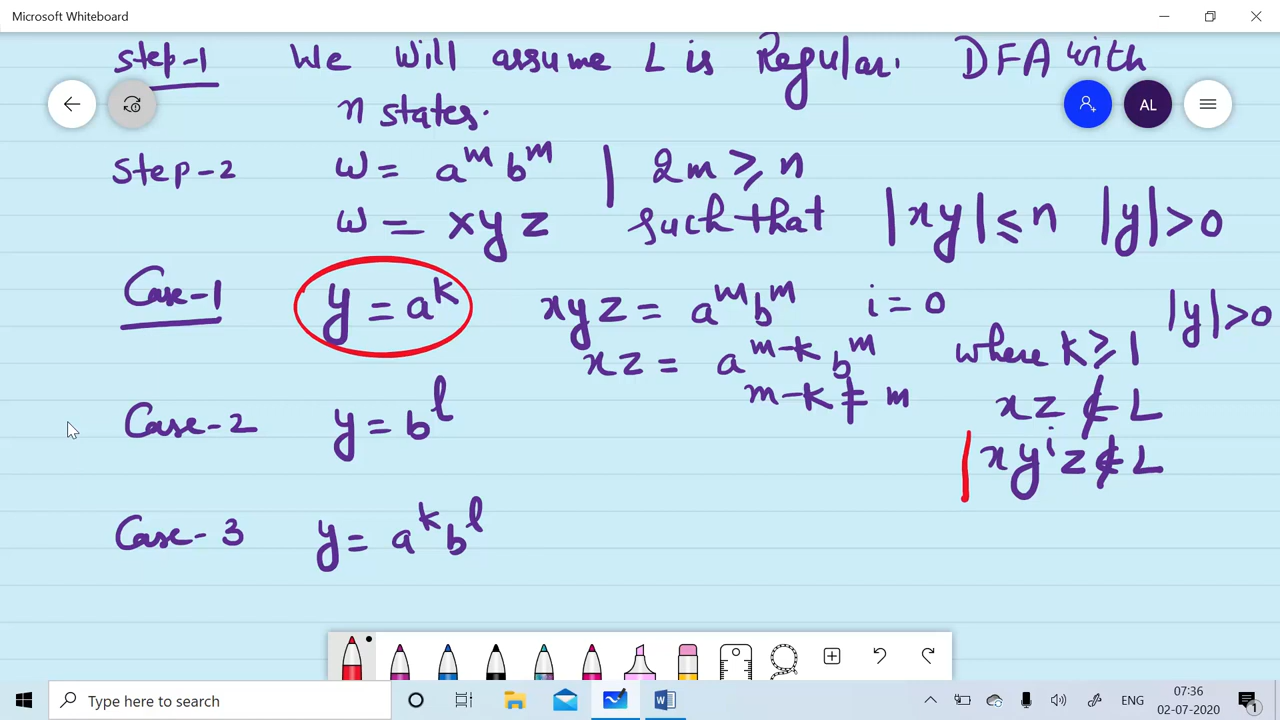 Microsoft Whiteboard
step-1 We Will assume L is Regular. DFA with
n states.
AL
step-2 w = a^m b^m | 2m ≥ n
w = xyz such that |xy| ≤ n |y| > 0
Case-1 y = a^k xyz = a^m b^m i = 0 |y| > 0
xz = a^{m-k} b^m where k ≥ 1
m-k ≠ m xz ∉ L
Case-2 y = b^l
| xy^i z ∉ L
Case-3 y = a^k b^l
Type here to search
ENG
07:36
02-07-2020
1